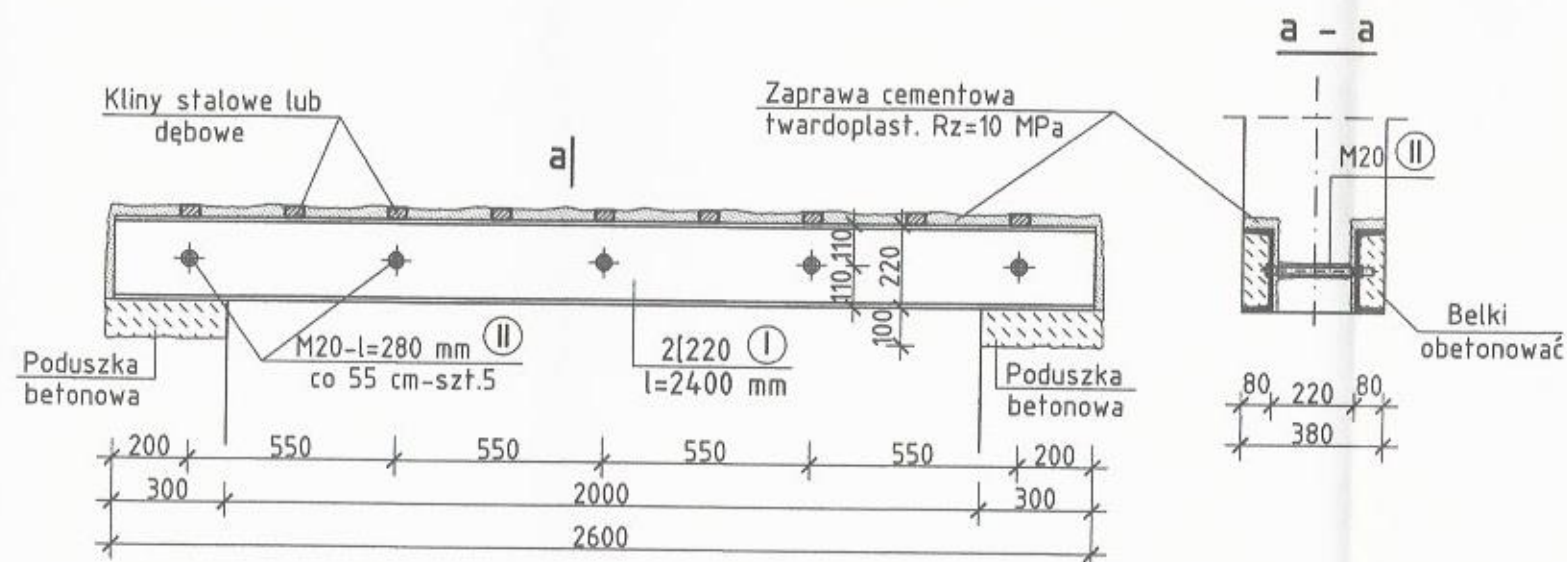 a - a
Kliny stalowe lub
dębowe
Zaprawa cementowa
twardoplast. Rz=10 MPa
a
M20 II
110
110
220
100
M20-l=280 mm II
co 55 cm-szt.5
2[220 I
l=2400 mm
Poduszka
betonowa
Poduszka
betonowa
Belki
obetonować
80 220 80
380
200 550 550 550 550 200
300 2000 300
2600